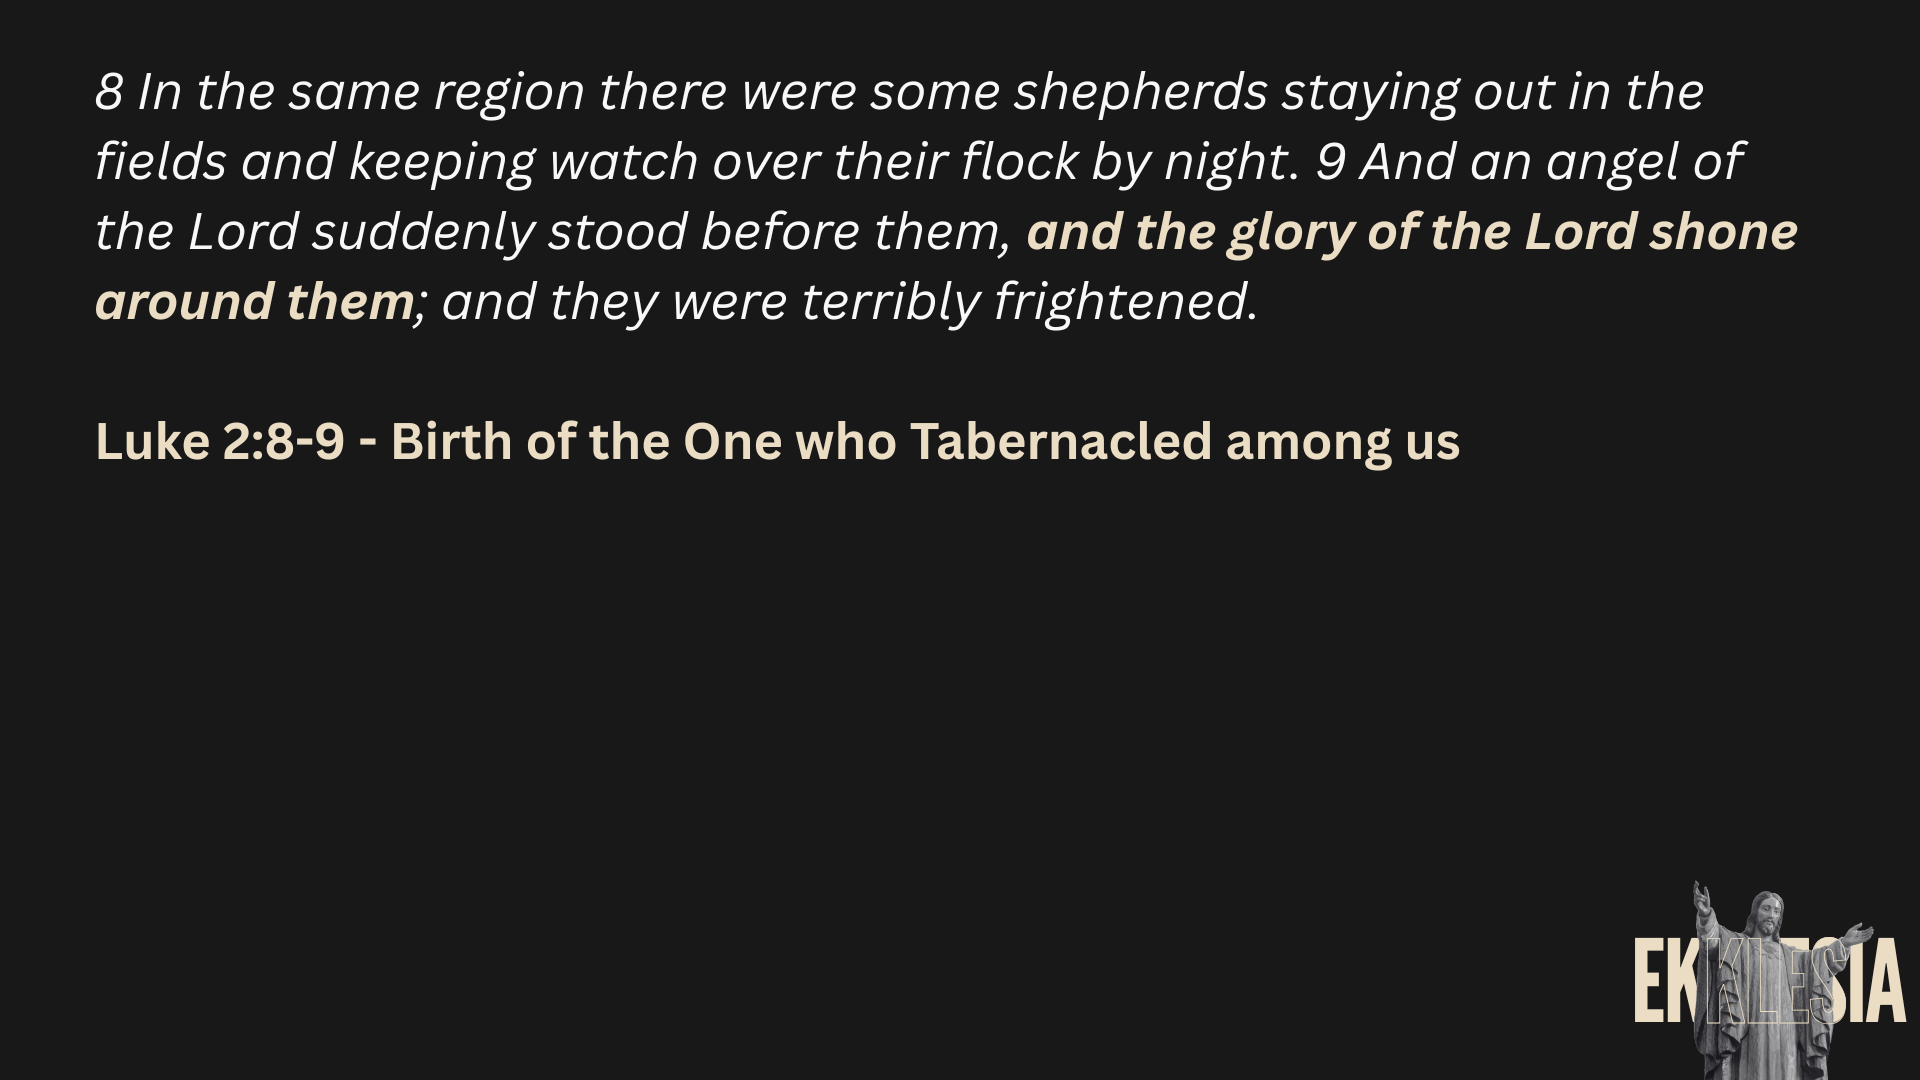 8 In the same region there were some shepherds staying out in the
fields and keeping watch over their flock by night. 9 And an angel of
the Lord suddenly stood before them, and the glory of the Lord shone
around them; and they were terribly frightened.
Luke 2:8-9 - Birth of the One who Tabernacled among us
EKKLESIA